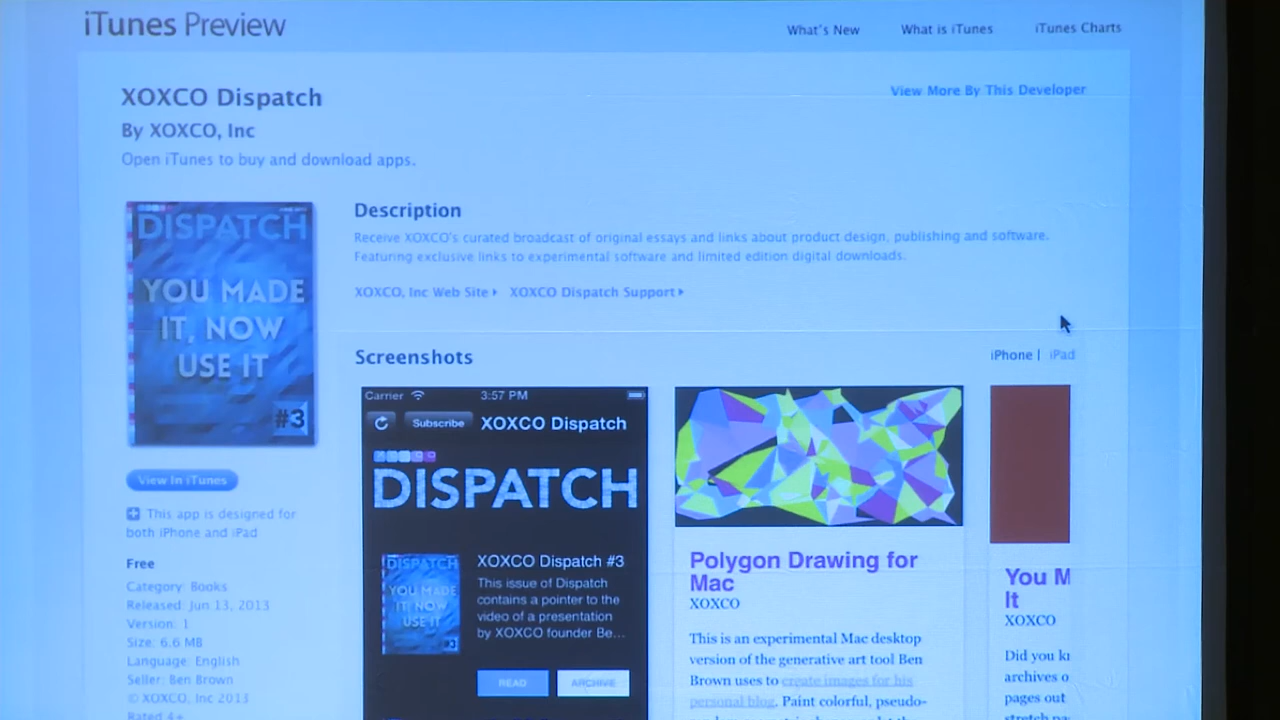 iTunes Preview
What's New
What is iTunes
iTunes Charts
XOXCO Dispatch
View More By This Developer
By XOXCO, Inc
Open iTunes to buy and download apps.
DISPATCH
YOU MADE
IT, NOW
USE IT
#3
Description
Receive XOXCO's curated broadcast of original essays and links about product design, publishing and software.
Featuring exclusive links to experimental software and limited edition digital downloads.
XOXCO, Inc Web Site
XOXCO Dispatch Support
Screenshots
iPhone | iPad
View In iTunes
This app is designed for
both iPhone and iPad
Free
Category: Books
Released: Jun 13, 2013
Version: 1
Size: 6.6 MB
Language: English
Seller: Ben Brown
© XOXCO, Inc 2013
Rated 4+
Carrier
3:57 PM
Subscribe
XOXCO Dispatch
DISPATCH
DISPATCH
YOU MADE
IT, NOW
USE IT
#3
XOXCO Dispatch #3
This issue of Dispatch
contains a pointer to the
video of a presentation
by XOXCO founder Be...
READ
ARCHIVE
Polygon Drawing for
Mac
XOXCO
This is an experimental Mac desktop
version of the generative art tool Ben
Brown uses to create images for his
personal blog. Paint colorful, pseudo-
You M
It
XOXCO
Did you kn
archives o
pages out